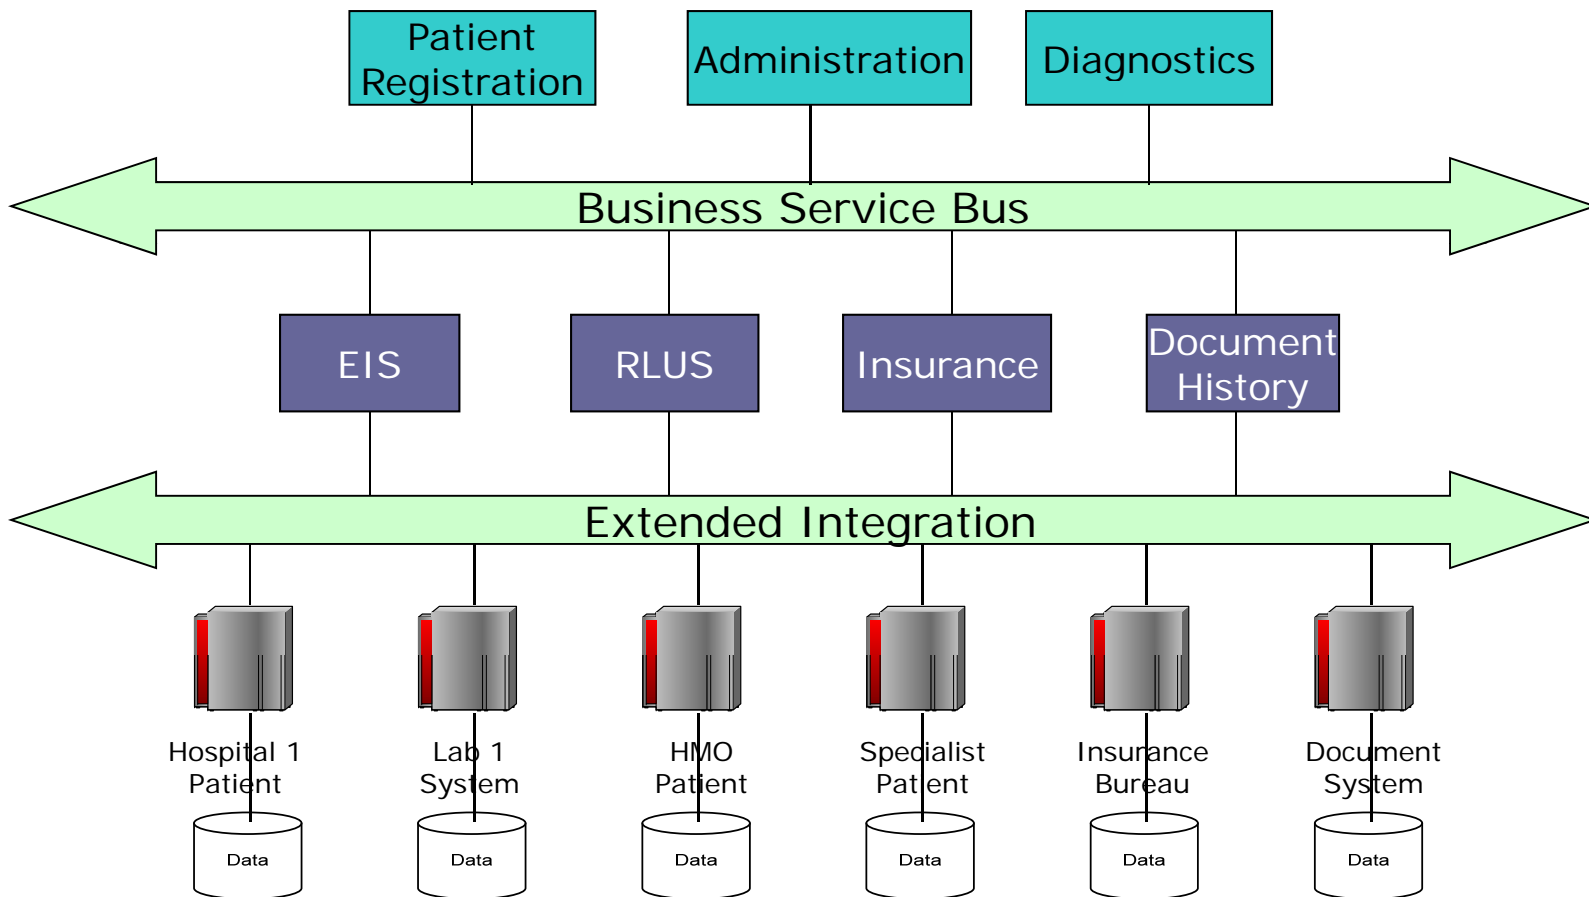 Patient
Registration
Administration
Diagnostics
Business Service Bus
EIS
RLUS
Insurance
Document
History
Extended Integration
Hospital 1
Patient
Lab 1
System
HMO
Patient
Specialist
Patient
Insurance
Bureau
Document
System
Data
Data
Data
Data
Data
Data